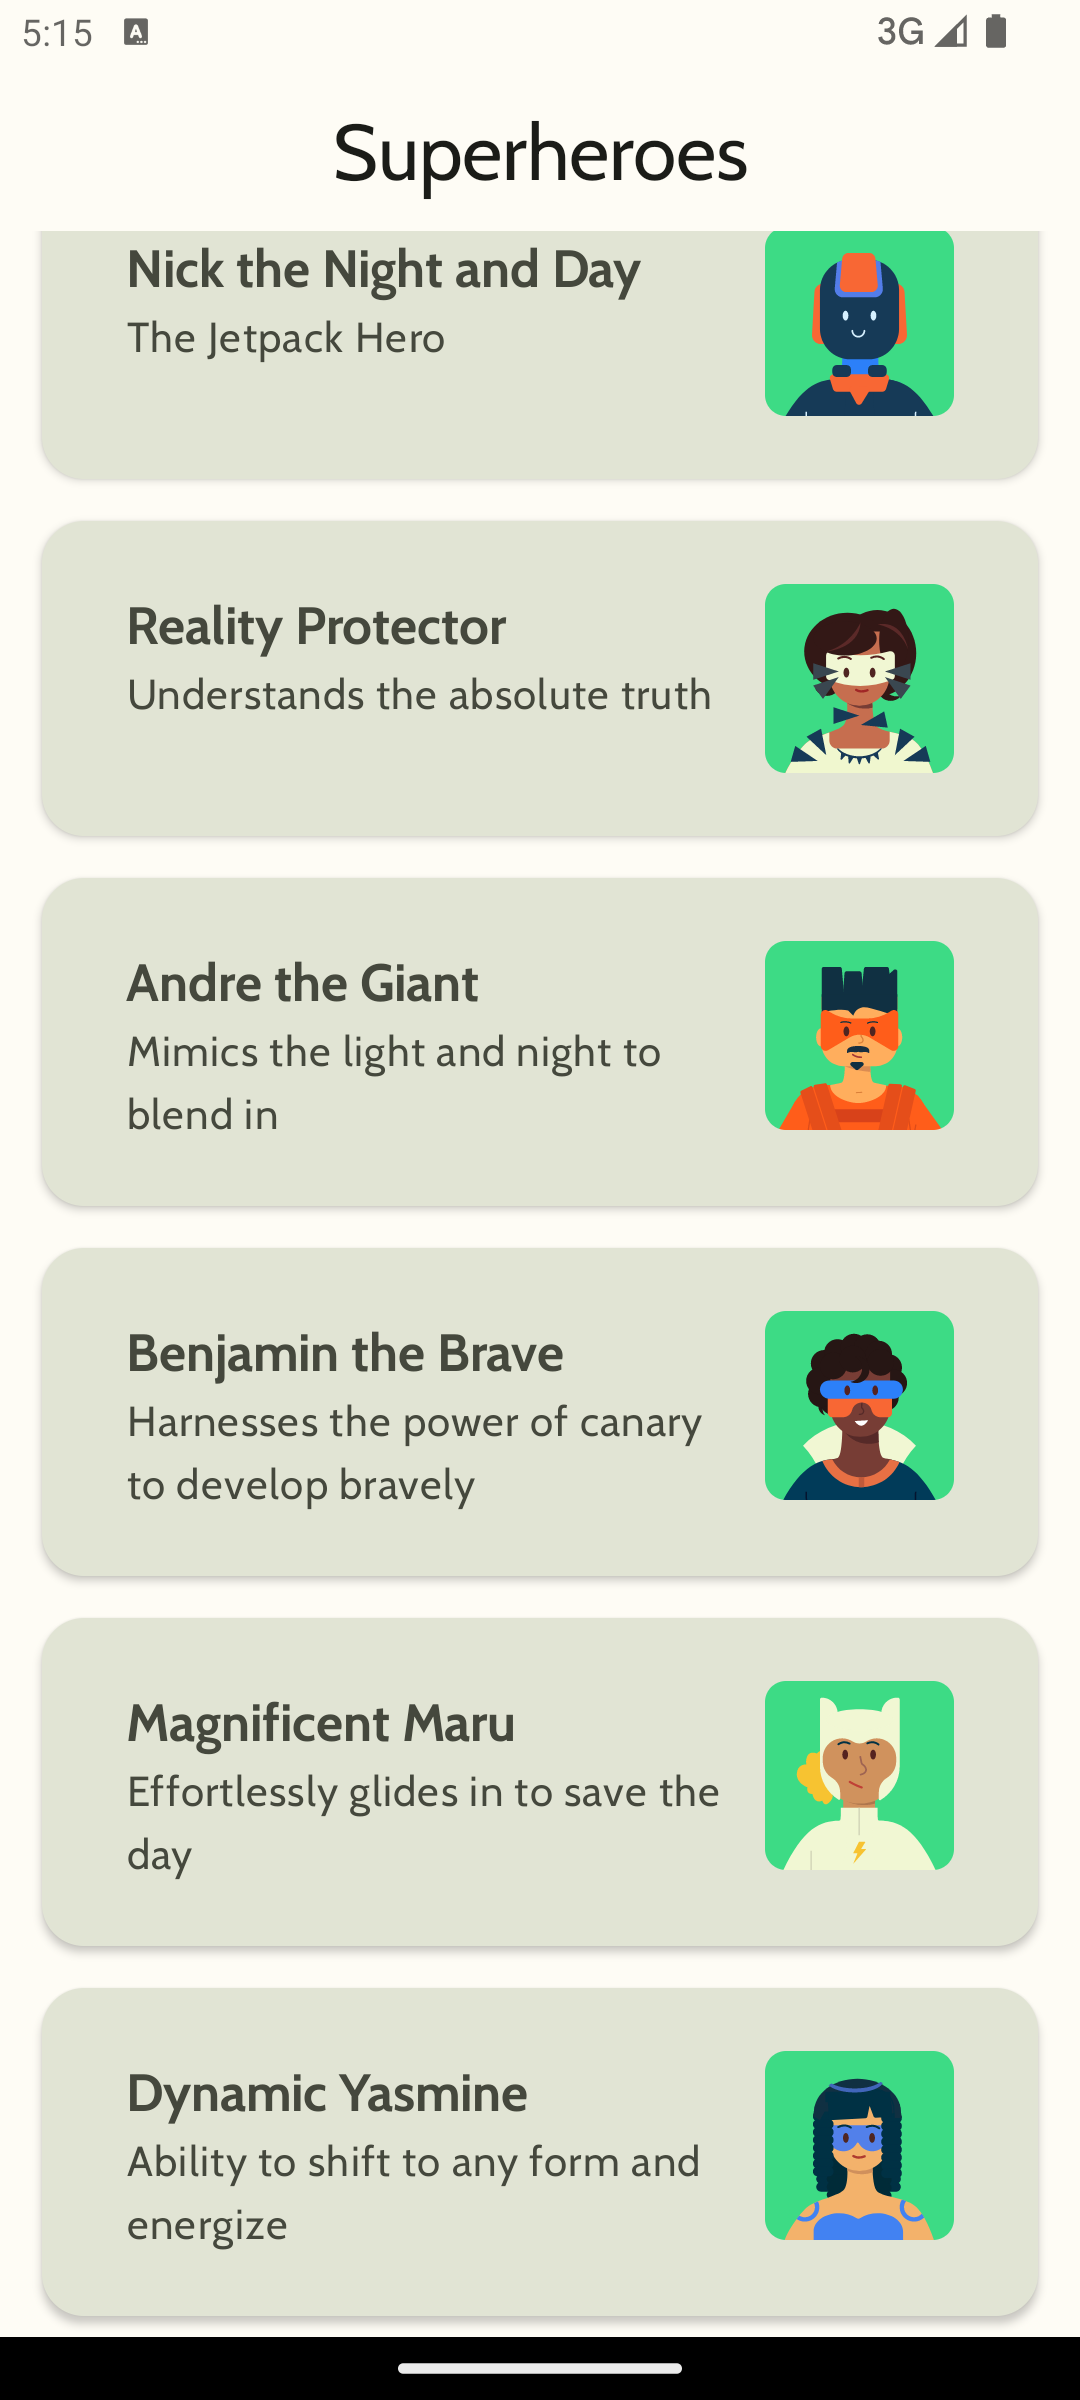 5:15
A
3G
Superheroes
Nick the Night and Day
The Jetpack Hero
Reality Protector
Understands the absolute truth
Andre the Giant
Mimics the light and night to
blend in
Benjamin the Brave
Harnesses the power of canary
to develop bravely
Magnificent Maru
Effortlessly glides in to save the
day
Dynamic Yasmine
Ability to shift to any form and
energize